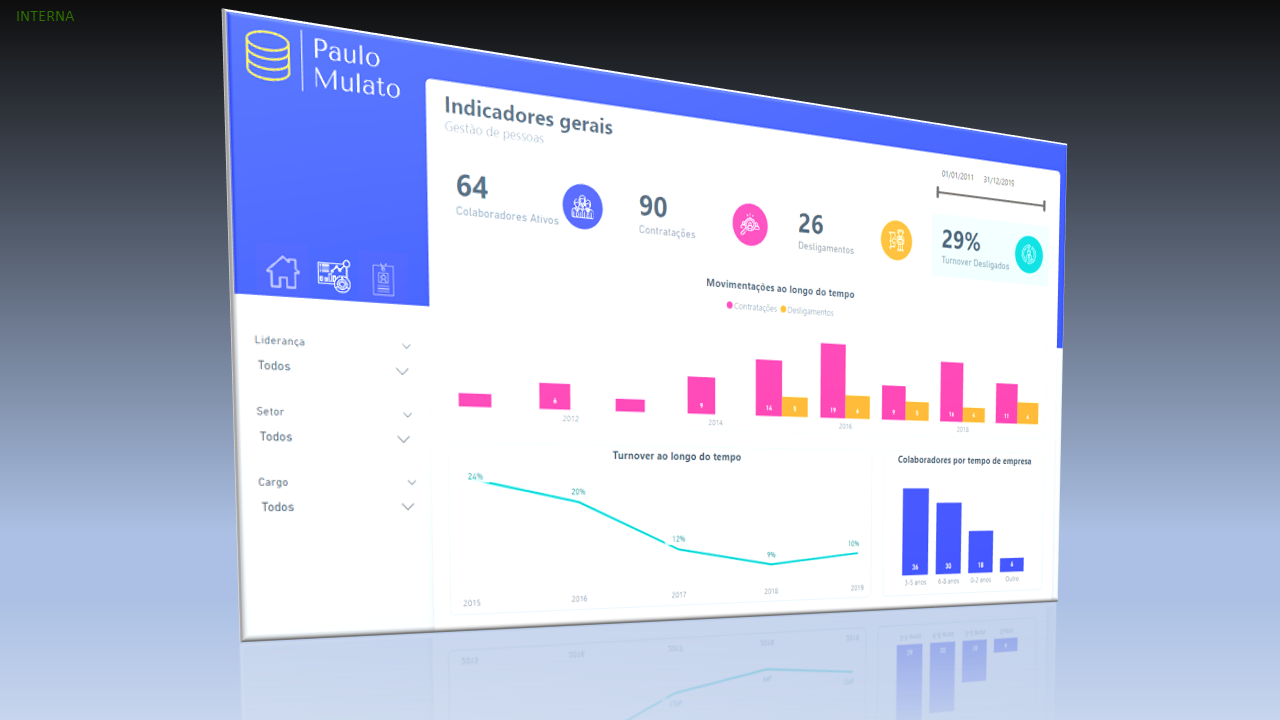 INTERNA
Paulo
Mulato
Indicadores gerais
Gestão de pessoas
01/01/2011 31/12/2019
64
Colaboradores Ativos
90
Contratações
26
Desligamentos
29%
Turnover Desligados
Movimentações ao longo do tempo
Contratações Desligamentos
6 9 14 5 19 6 9 5 16 4 11 6
2012 2014 2016 2018
Liderança
Todos
Setor
Todos
Cargo
Todos
Turnover ao longo do tempo
24% 20% 12% 9% 10%
2015 2016 2017 2018 2019
Colaboradores por tempo de empresa
36 30 18 6
3-5 anos 6-8 anos 0-2 anos Outro